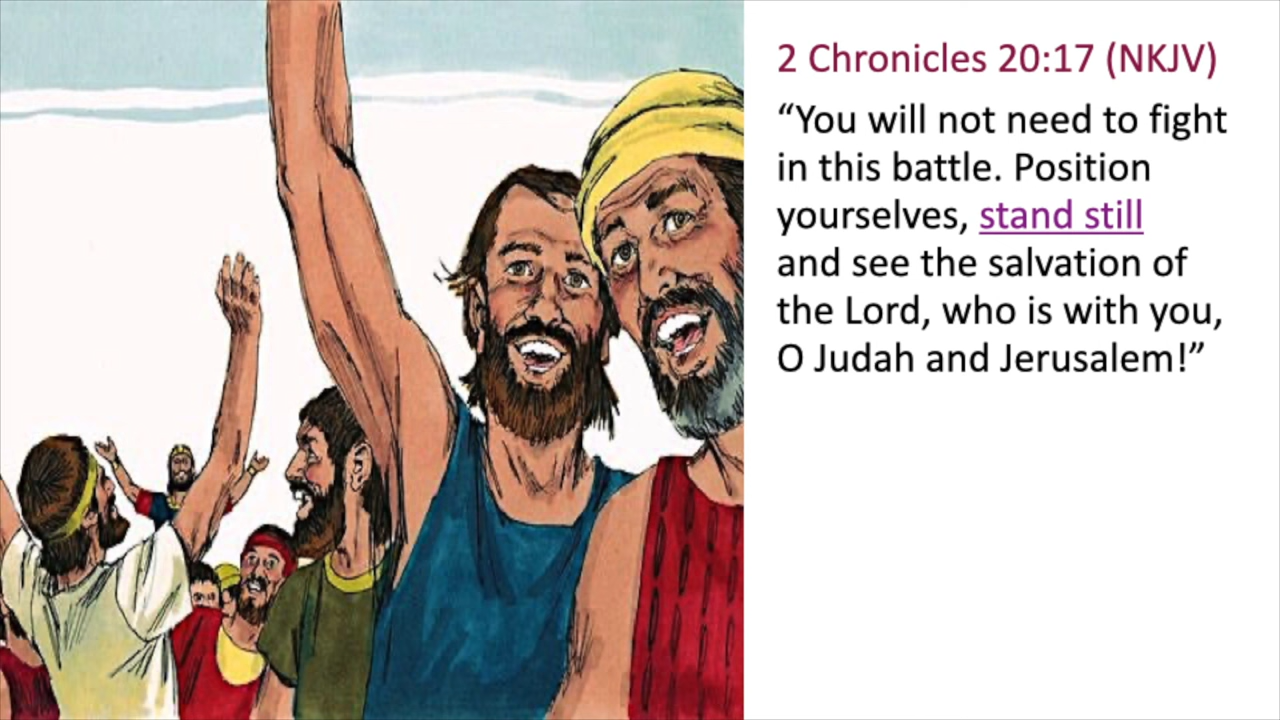 2 Chronicles 20:17 (NKJV)
“You will not need to fight
in this battle. Position
yourselves, stand still
and see the salvation of
the Lord, who is with you,
O Judah and Jerusalem!”